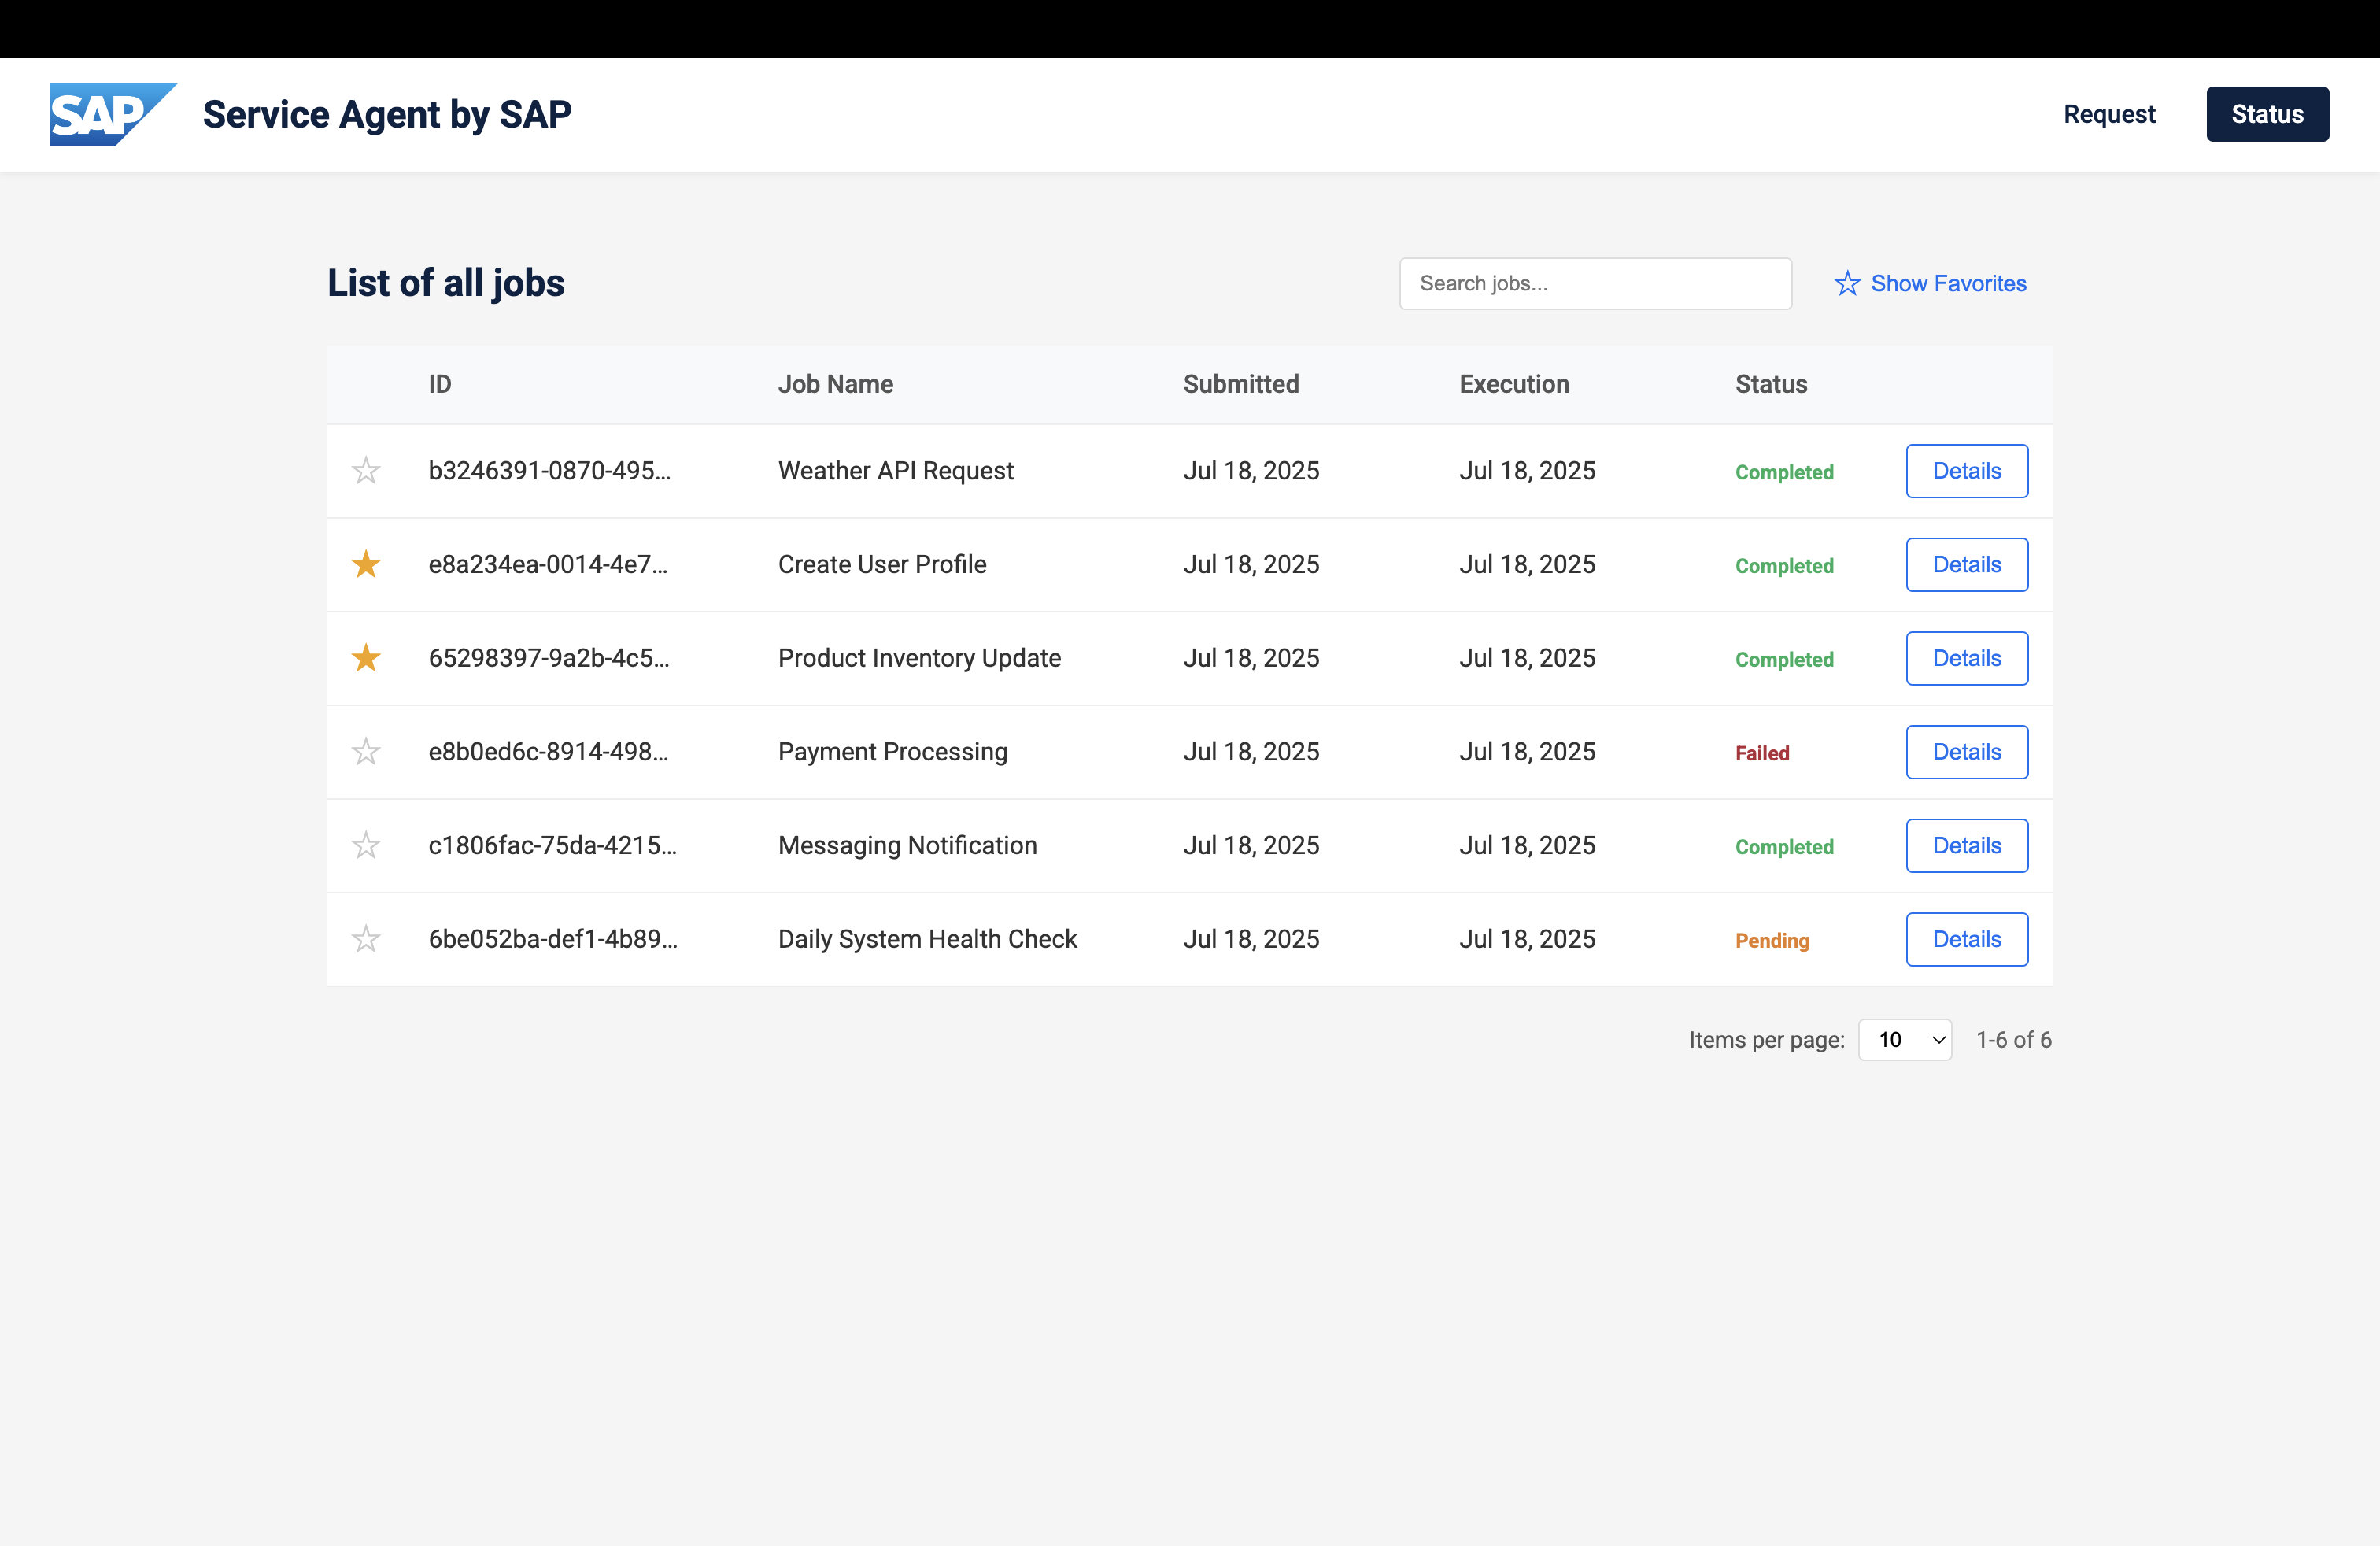 SAP Service Agent by SAP Request Status
List of all jobs Search jobs... Show Favorites
ID Job Name Submitted Execution Status
b3246391-0870-495... Weather API Request Jul 18, 2025 Jul 18, 2025 Completed Details
e8a234ea-0014-4e7... Create User Profile Jul 18, 2025 Jul 18, 2025 Completed Details
65298397-9a2b-4c5... Product Inventory Update Jul 18, 2025 Jul 18, 2025 Completed Details
e8b0ed6c-8914-498... Payment Processing Jul 18, 2025 Jul 18, 2025 Failed Details
c1806fac-75da-4215... Messaging Notification Jul 18, 2025 Jul 18, 2025 Completed Details
6be052ba-def1-4b89... Daily System Health Check Jul 18, 2025 Jul 18, 2025 Pending Details
Items per page: 10 1-6 of 6